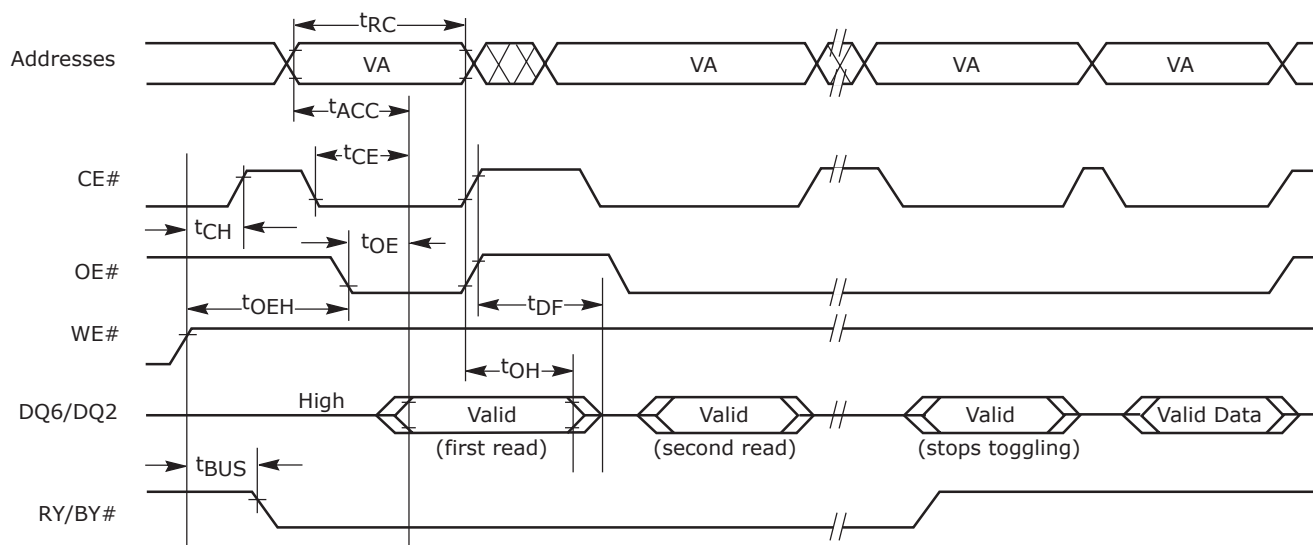 tRC
Addresses VA VA VA VA
tACC
tCE
CE#
tCH tOE
OE#
tOEH tDF
WE#
tOH
High
DQ6/DQ2 Valid Valid Valid Valid Data
(first read) (second read) (stops toggling)
tBUS
RY/BY#